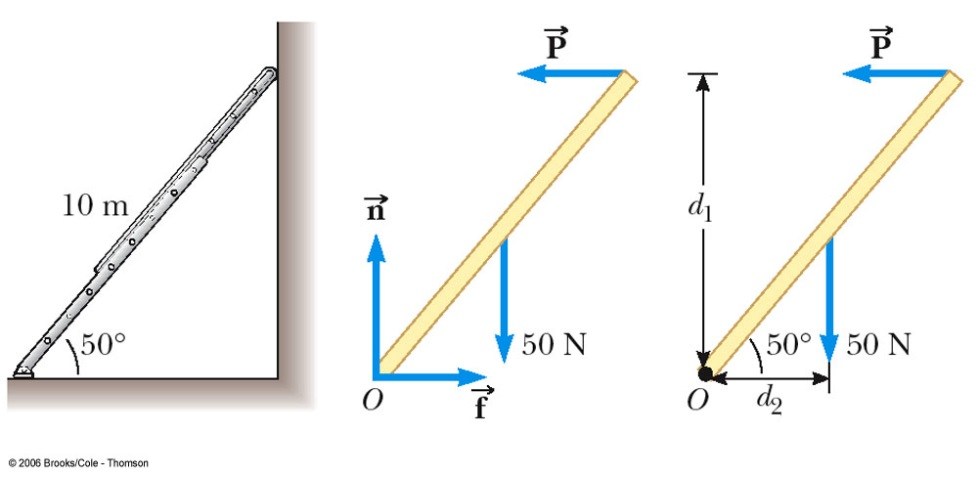 10 m
50°
P⃗
n⃗
50 N
O
f⃗
P⃗
d₁
50°
50 N
O
d₂
© 2006 Brooks/Cole - Thomson